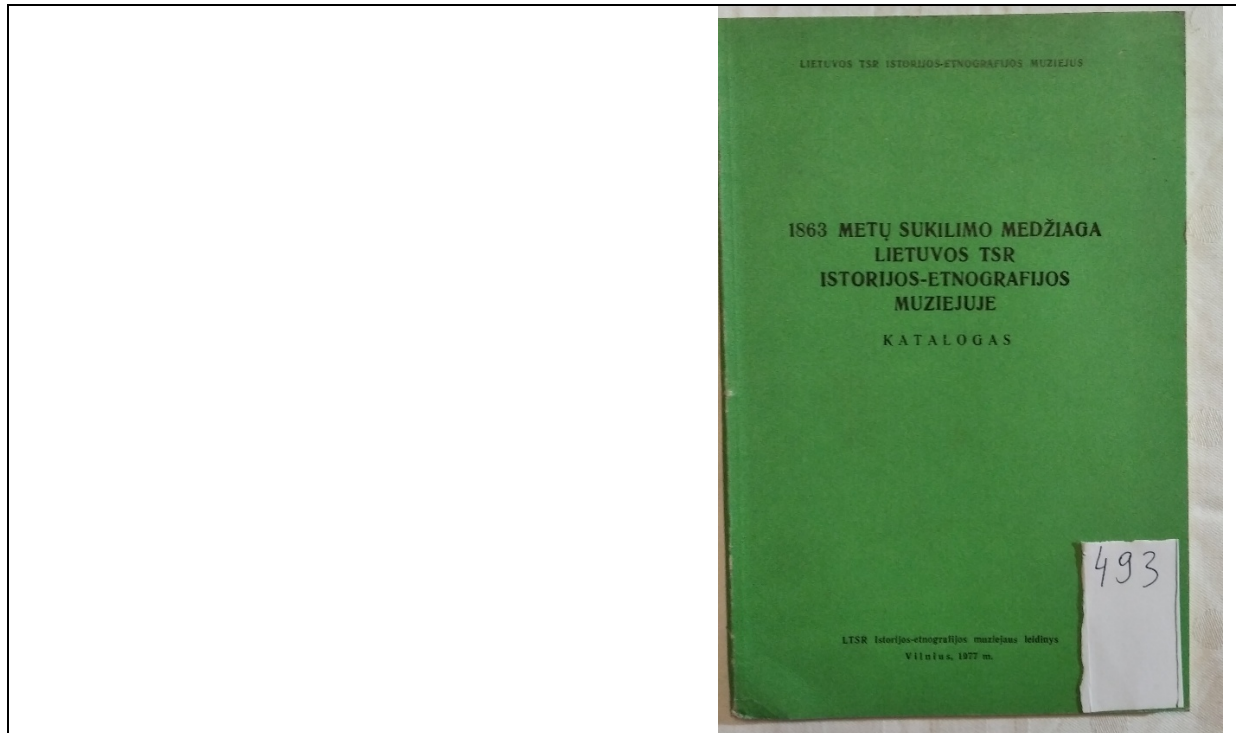 LIETUVOS TSR ISTORIJOS-ETNOGRAFIJOS MUZIEJUS
1863 METŲ SUKILIMO MEDŽIAGA
LIETUVOS TSR
ISTORIJOS-ETNOGRAFIJOS
MUZIEJUJE
KATALOGAS
493
LTSR Istorijos-etnografijos muziejaus leidinys
Vilnius, 1977 m.